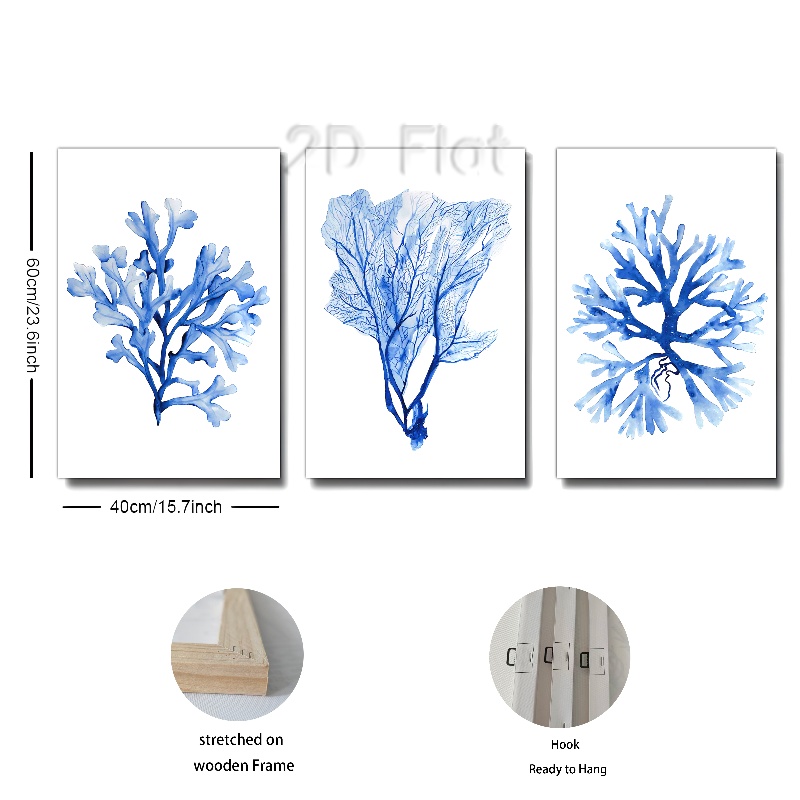 2D Flat
60cm/23.6inch
40cm/15.7inch
stretched on
wooden Frame
Hook
Ready to Hang